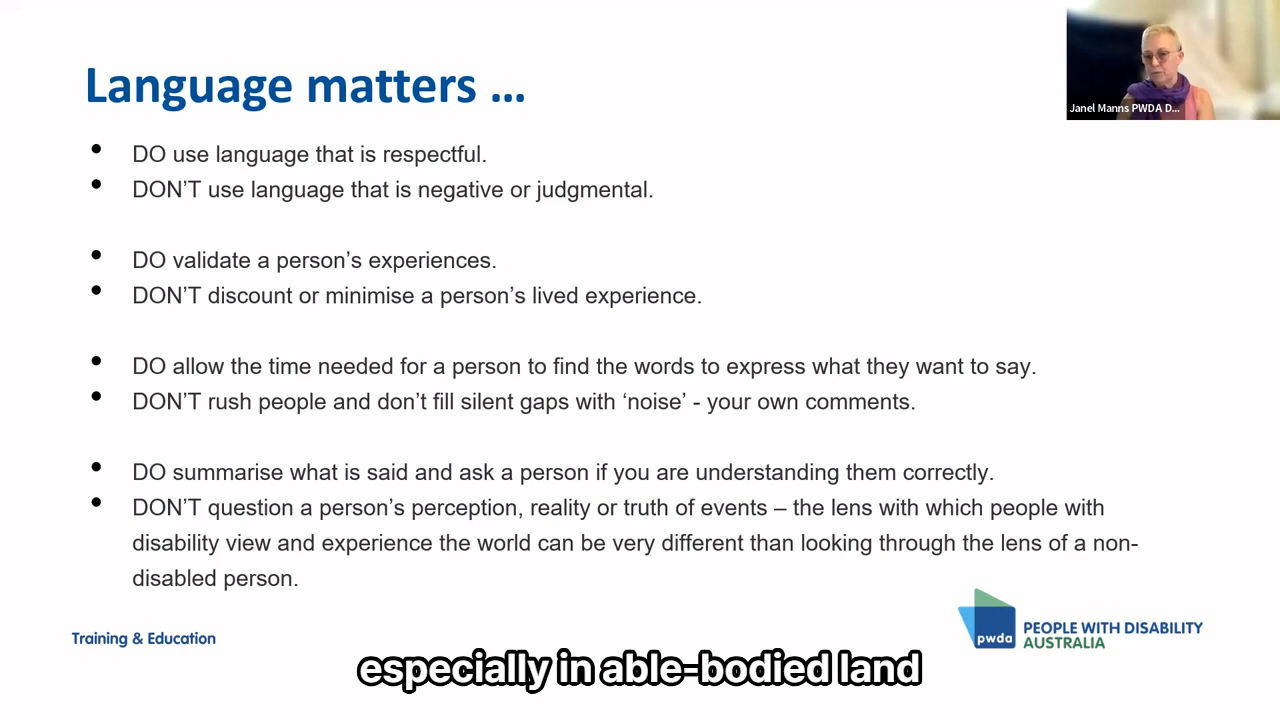 Language matters ...
Janel Manns PWDA D...
• DO use language that is respectful.
• DON’T use language that is negative or judgmental.
• DO validate a person’s experiences.
• DON’T discount or minimise a person’s lived experience.
• DO allow the time needed for a person to find the words to express what they want to say.
• DON’T rush people and don’t fill silent gaps with ‘noise’ - your own comments.
• DO summarise what is said and ask a person if you are understanding them correctly.
• DON’T question a person’s perception, reality or truth of events – the lens with which people with
disability view and experience the world can be very different than looking through the lens of a non-
disabled person.
Training & Education
pwda
PEOPLE WITH DISABILITY
AUSTRALIA
especially in able-bodied land